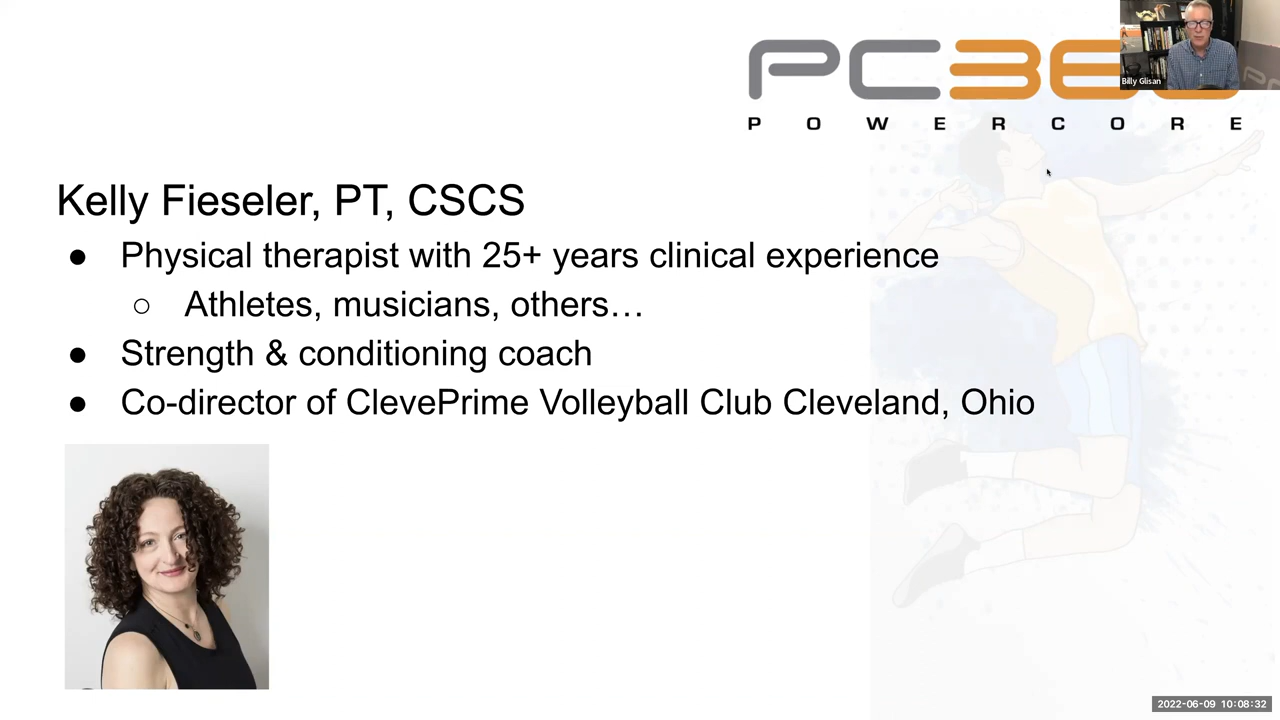 PC360
Billy Glisan
POWERCORE
Kelly Fieseler, PT, CSCS
● Physical therapist with 25+ years clinical experience
○ Athletes, musicians, others…
● Strength & conditioning coach
● Co-director of ClevePrime Volleyball Club Cleveland, Ohio
2022-06-09 10:08:32